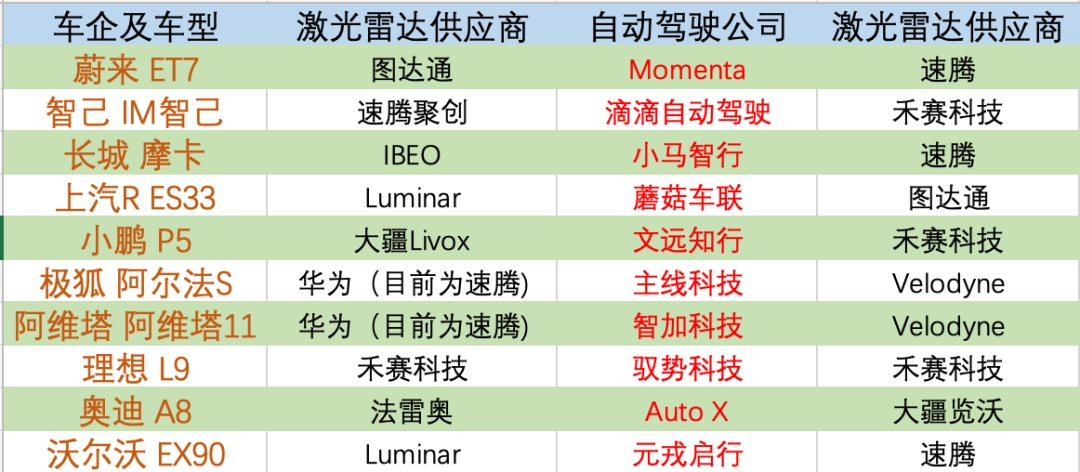 车企及车型 激光雷达供应商 自动驾驶公司 激光雷达供应商
蔚来 ET7 图达通 Momenta 速腾
智己 IM智己 速腾聚创 滴滴自动驾驶 禾赛科技
长城 摩卡 IBEO 小马智行 速腾
上汽R ES33 Luminar 蘑菇车联 图达通
小鹏 P5 大疆Livox 文远知行 禾赛科技
极狐 阿尔法S 华为（目前为速腾) 主线科技 Velodyne
阿维塔 阿维塔11 华为（目前为速腾) 智加科技 Velodyne
理想 L9 禾赛科技 驭势科技 禾赛科技
奥迪 A8 法雷奥 Auto X 大疆览沃
沃尔沃 EX90 Luminar 元戎启行 速腾